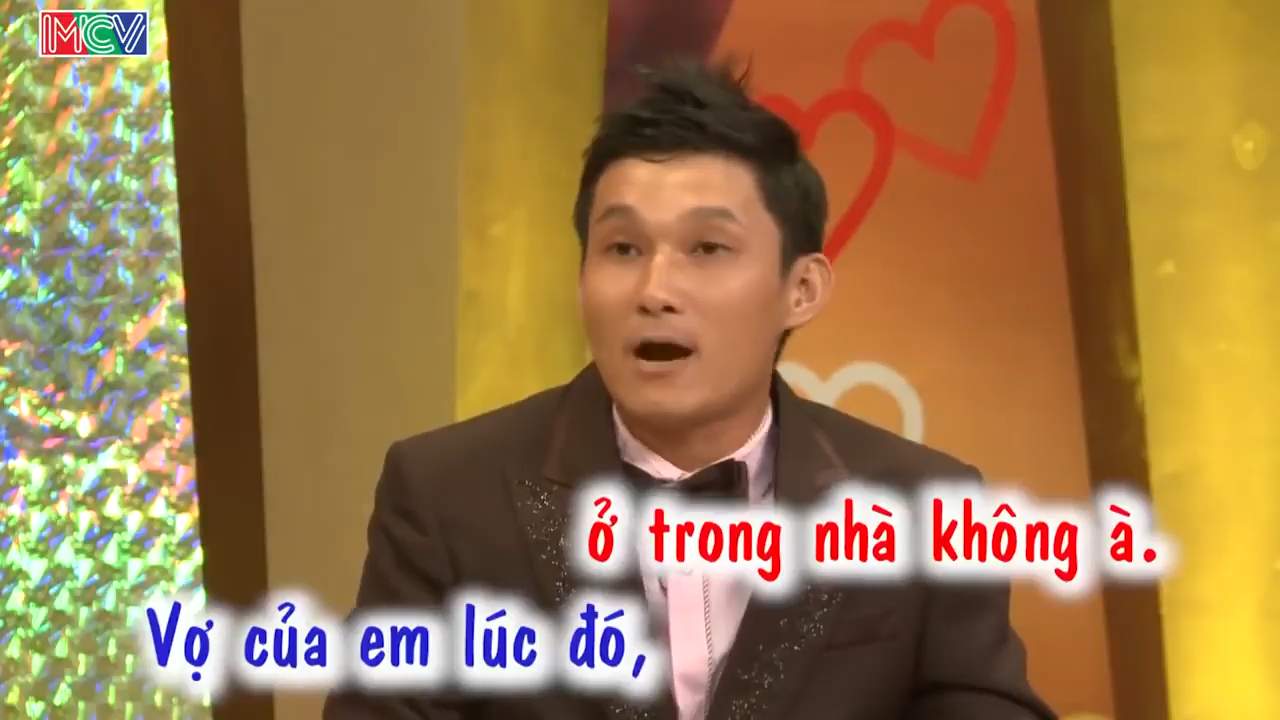 MCV
ở trong nhà không à.
Vợ của em lúc đó,